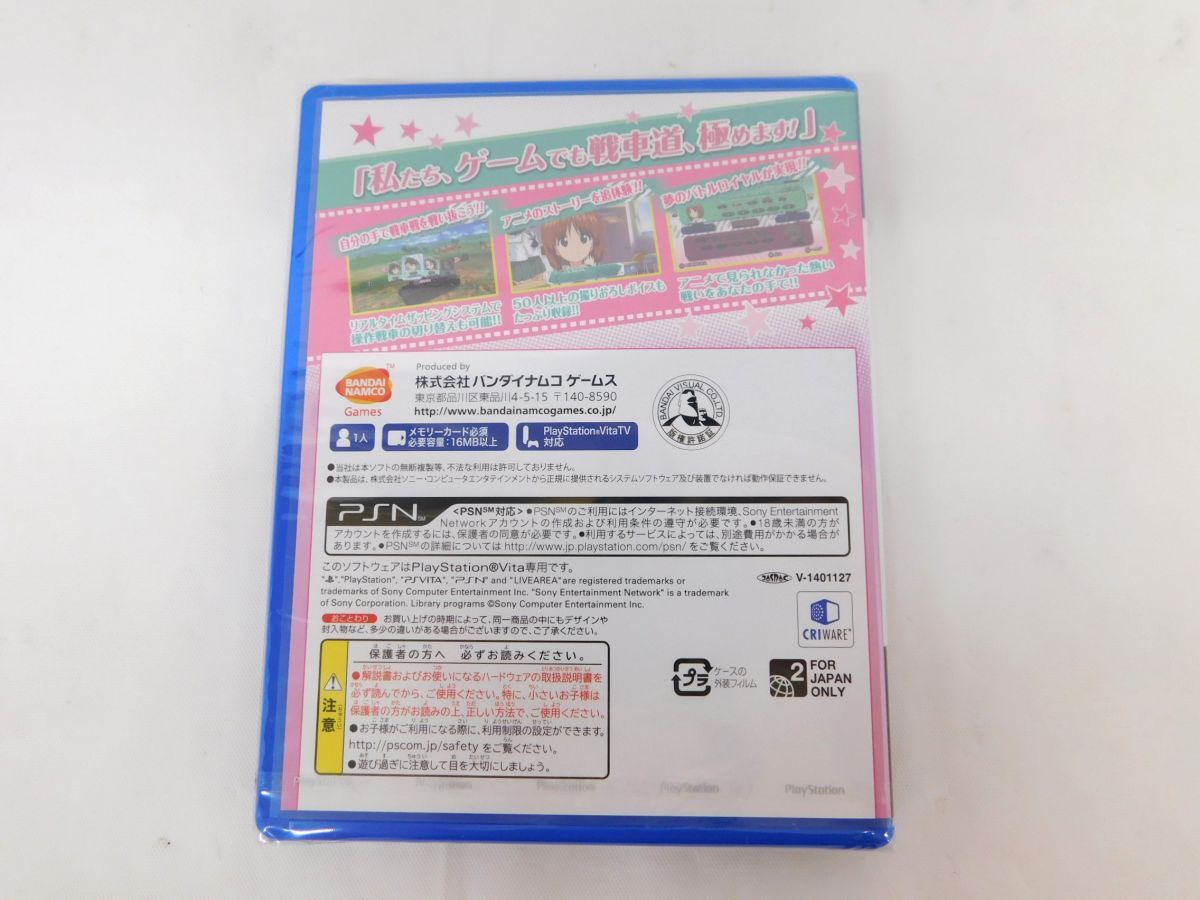 「私たち、ゲームでも戦車道、極めます!」
自分の手で戦車戦を戦い抜こう!!
リアルタイムザッピングシステムで
操作戦車の切り替えも可能!!
アニメのストーリーを追体験!!
50人以上の撮りおろしボイスも
たっぷり収録!!
夢のバトルロイヤルが実現!!!
アニメで見られなかった熱い
戦いをあなたの手で!!
BANDAI
NAMCO
Games
TM
Produced by
株式会社 バンダイナムコ ゲームス
東京都品川区東品川4-5-15 〒140-8590
http://www.bandainamcogames.co.jp/
BANDAI VISUAL CO.,LTD.
版権許諾証
1人
メモリーカード必須
必要容量:16MB以上
PlayStation®VitaTV
対応
●当社は本ソフトの無断複製等、不法な利用は許可しておりません。
●本製品は、株式会社ソニー・コンピュータエンタテインメントから正規に提供されるシステムソフトウェア及び装置でなければ動作保証できません。
PSN SM
<PSN℠対応> ●PSN℠のご利用にはインターネット接続環境、Sony Entertainment
Networkアカウントの作成および利用条件の遵守が必要です。●18歳未満の方が
アカウントを作成するには、保護者の同意が必要です。●利用するサービスによっては、別途費用がかかる場合が
あります。●PSN℠の詳細については http://www.jp.playstation.com/psn/ をご覧ください。
このソフトウェアはPlayStation®Vita専用です。
"PlayStation", "PSVITA", "PSN" and "LIVEAREA" are registered trademarks or
trademarks of Sony Computer Entertainment Inc. "Sony Entertainment Network" is a trademark
of Sony Corporation. Library programs ©Sony Computer Entertainment Inc.
JASRAC V-1401127
CRIWARE™
おことわり お買い上げの時期によって、同一商品の中にもデザインや
封入物など、多少の違いがある場合がございますので、ご了承ください。
注意
ちゅうい
保護者の方へ 必ずお読みください。
●解説書およびお使いになるハードウェアの取扱説明書を
必ず読んでから、ご使用ください。特に、小さいお子様は
保護者の方がお読みの上、正しい方法で、ご使用ください。
●お子様がご利用になる際に、利用制限の設定ができます。
http://pscom.jp/safety をご覧ください。
●遊び過ぎに注意して目を大切にしましょう。
プラ
ケースの
外装フィルム
2
FOR
JAPAN
ONLY
PlayStation
PlayStation
PlayStation